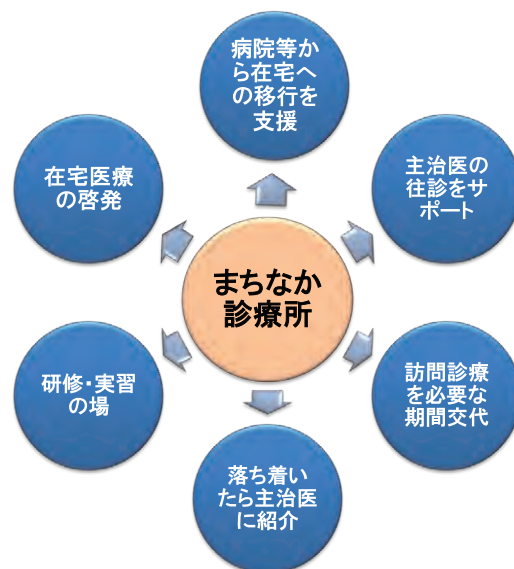 病院等か
ら在宅へ
の移行を
支援
主治医の
往診をサ
ポート
訪問診療
を必要な
期間交代
落ち着い
たら主治医
に紹介
研修・実習
の場
在宅医療
の啓発
まちなか
診療所